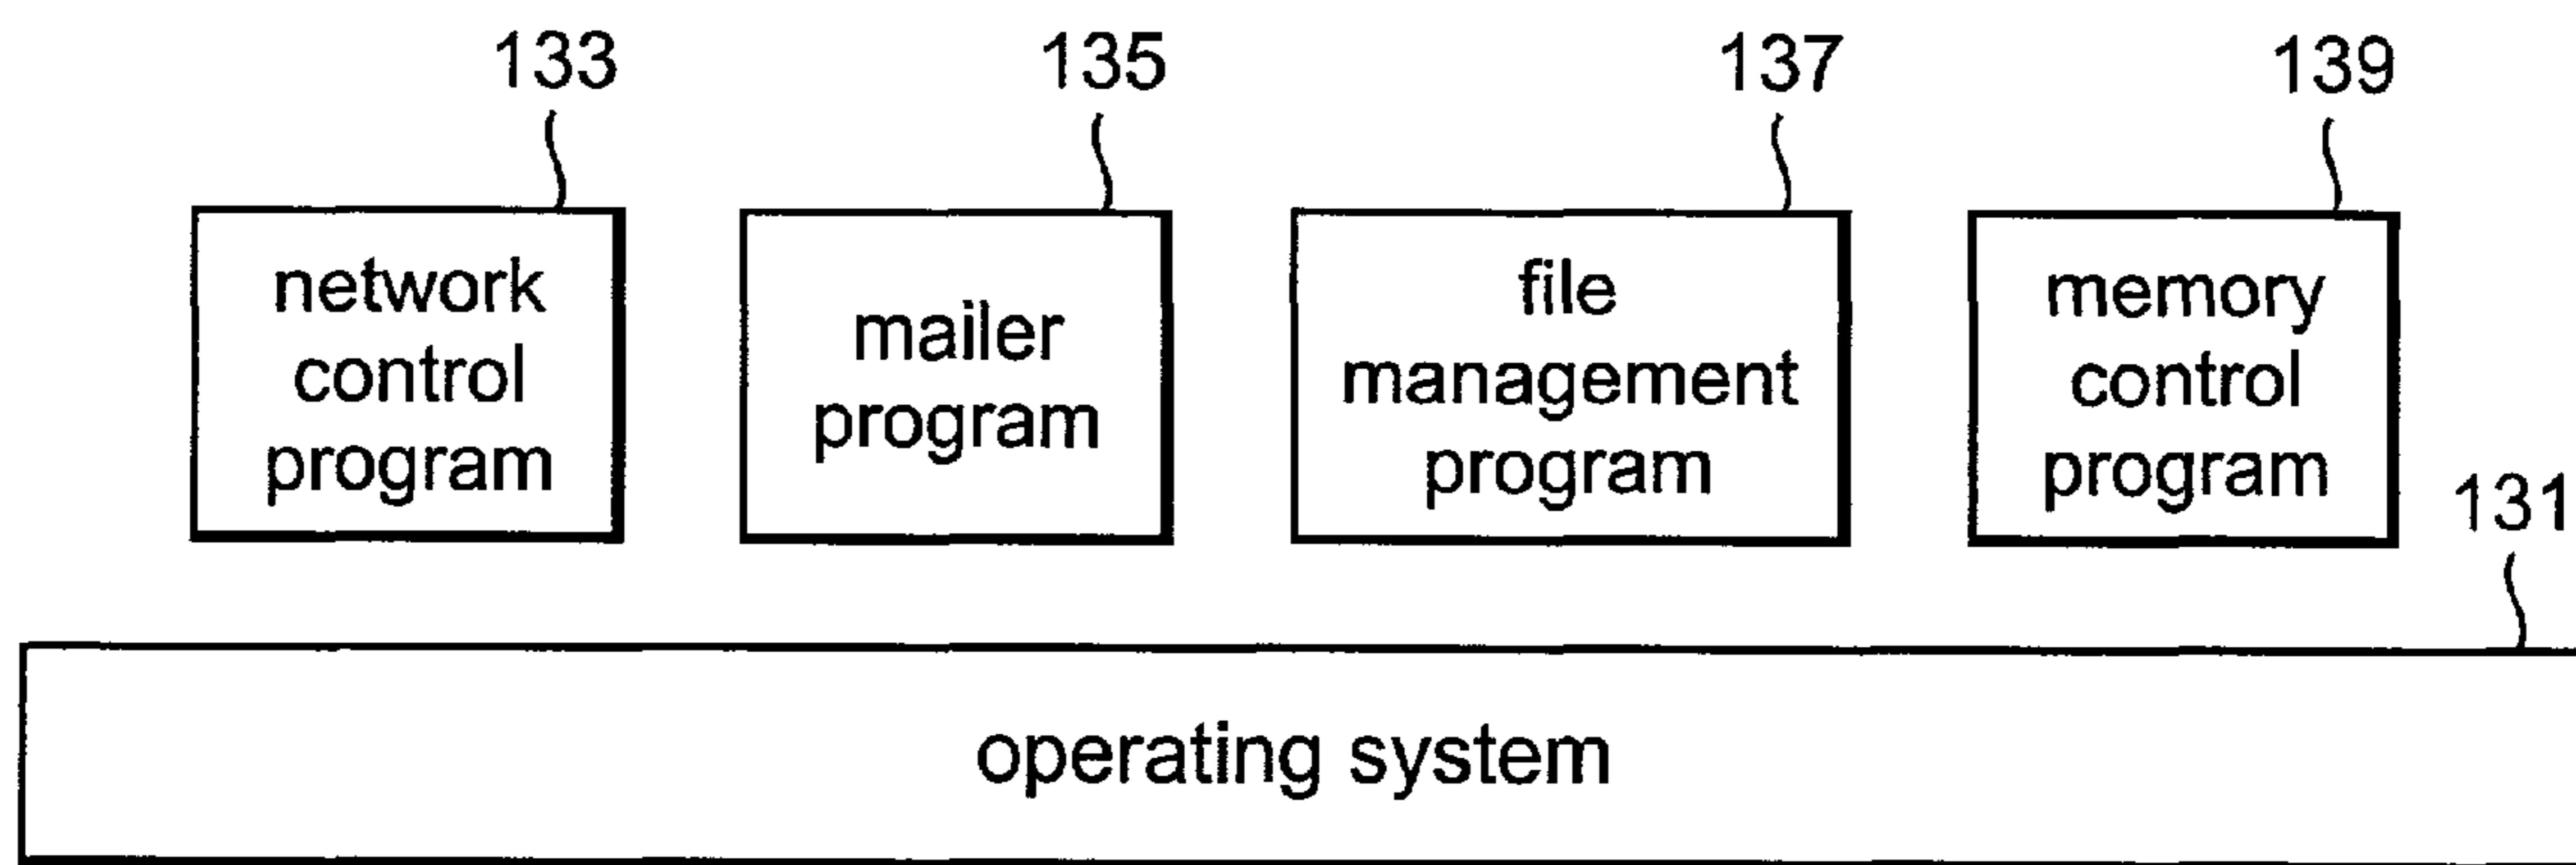 133
135
137
139
network
control
program
mailer
program
file
management
program
memory
control
program
131
operating system